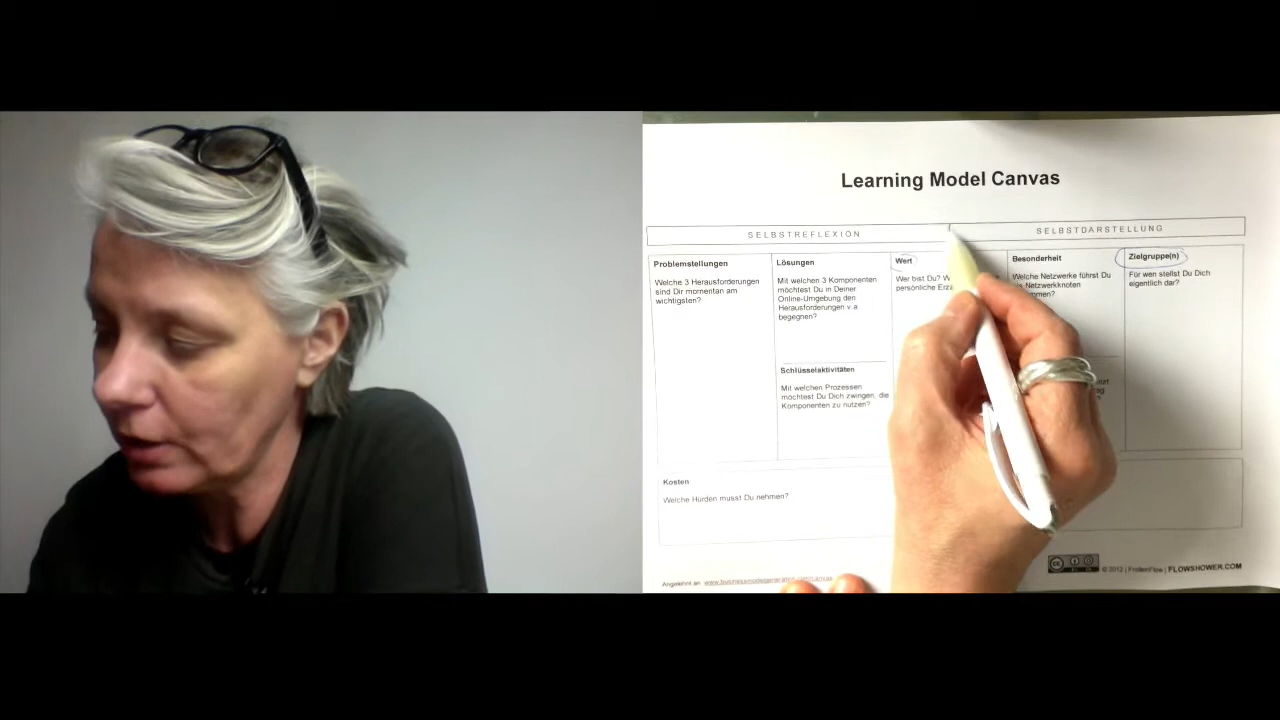 Learning Model Canvas
SELBSTREFLEXION
SELBSTDARSTELLUNG
Problemstellungen
Welche 3 Herausforderungen
sind Dir momentan am
wichtigsten?
Lösungen
Mit welchen 3 Komponenten
möchtest Du in Deiner
Online-Umgebung den
Herausforderungen v.a
begegnen?
Schlüsselaktivitäten
Mit welchen Prozessen
möchtest Du Dich zwingen, die
Komponenten zu nutzen?
Wert
Wer bist Du?
persönliche
Besonderheit
Welche Netzwerke führst Du
Netzwerkknoten
Zielgruppe(n)
Für wen stellst Du Dich
eigentlich dar?
Kosten
Welche Hürden musst Du nehmen?
Angelehnt an
© 2012 | FrolleinFlow | FLOWSHOWER.COM